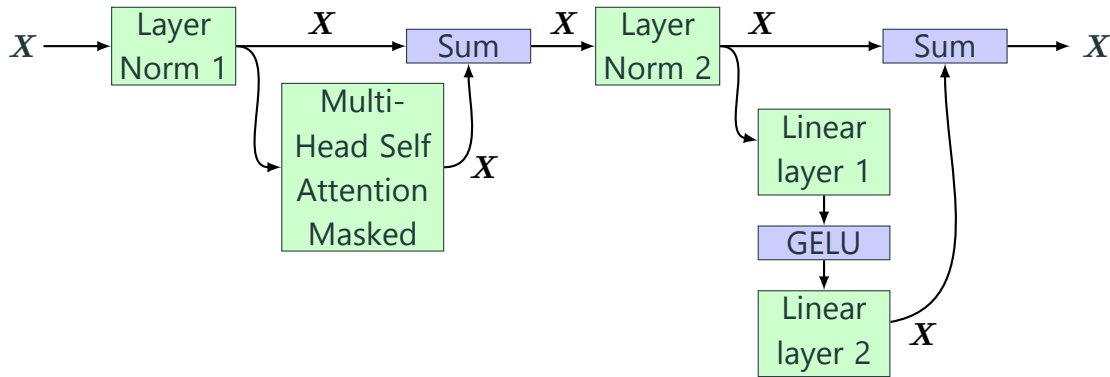 X
Layer
Norm 1
X
Sum
X
Layer
Norm 2
X
Sum
X
Multi-
Head Self
Attention
Masked
X
Linear
layer 1
GELU
Linear
layer 2
X